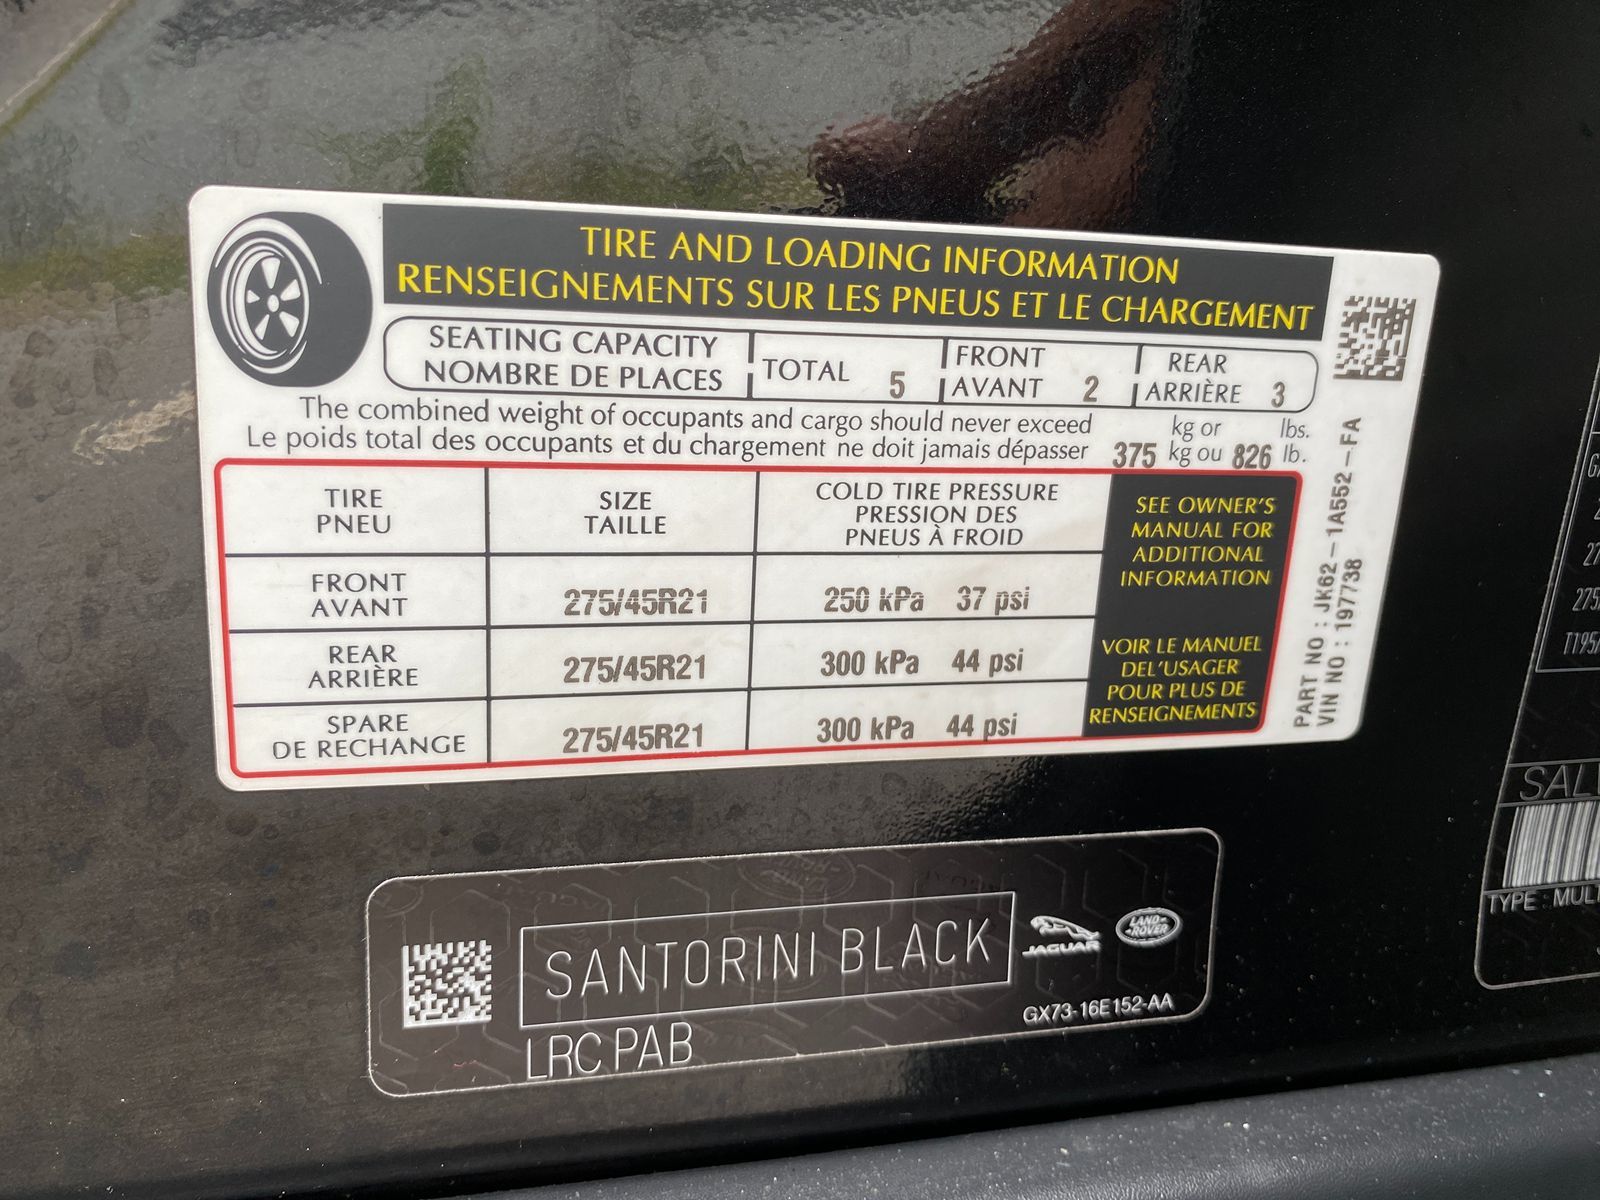 TIRE AND LOADING INFORMATION
RENSEIGNEMENTS SUR LES PNEUS ET LE CHARGEMENT
SEATING CAPACITY
NOMBRE DE PLACES
TOTAL 5
FRONT
AVANT 2
REAR
ARRIÈRE 3
The combined weight of occupants and cargo should never exceed kg or lbs.
Le poids total des occupants et du chargement ne doit jamais dépasser 375 kg ou 826 lb.
TIRE
PNEU
SIZE
TAILLE
COLD TIRE PRESSURE
PRESSION DES
PNEUS À FROID
FRONT
AVANT
275/45R21
250 kPa 37 psi
REAR
ARRIÈRE
275/45R21
300 kPa 44 psi
SPARE
DE RECHANGE
275/45R21
300 kPa 44 psi
SEE OWNER'S
MANUAL FOR
ADDITIONAL
INFORMATION
VOIR LE MANUEL
DEL'USAGER
POUR PLUS DE
RENSEIGNEMENTS
PART NO : JK62-1A552-FA
VIN NO : 197738
SANTORINI BLACK
JAGUAR
LAND-
-ROVER
GX73-16E152-AA
LRC PAB
TYPE :